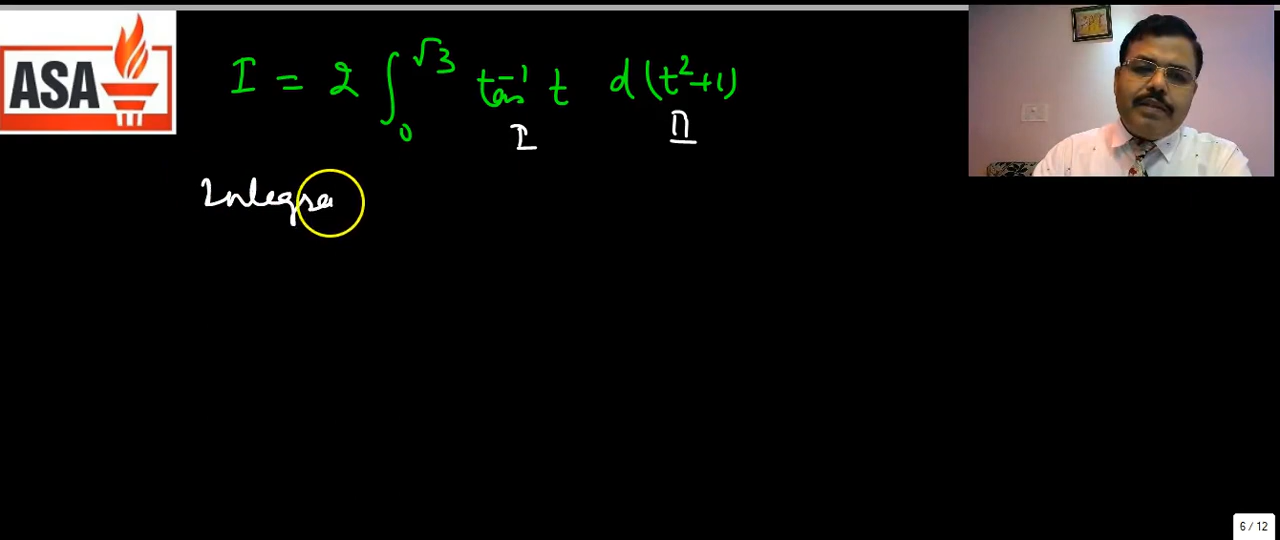 ASA
I = 2 ∫₀^√3 tan⁻¹ t d(t²+1)
I II
Integra
6 / 12